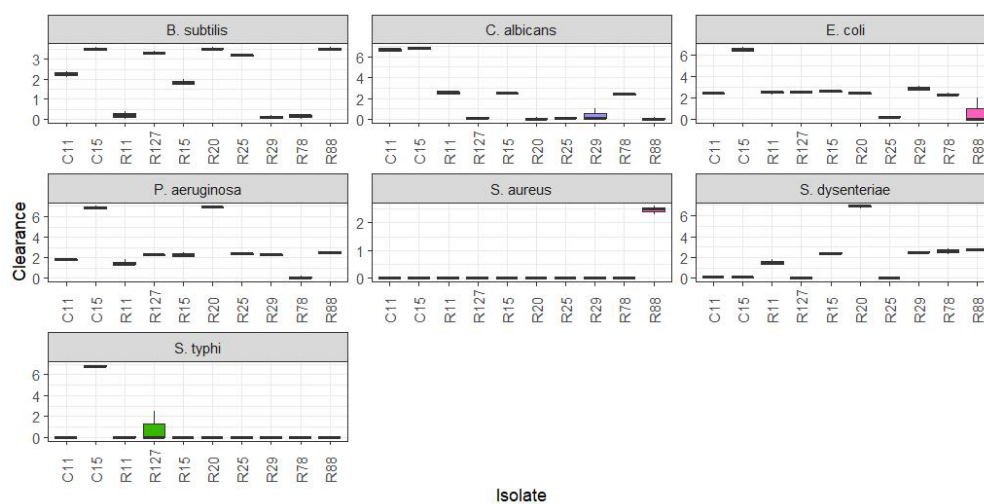 B. subtilis
C. albicans
E. coli
3
2
1
0
6
4
2
0
6
4
2
0
C11 C15 R11 R127 R15 R20 R25 R29 R78 R88
C11 C15 R11 R127 R15 R20 R25 R29 R78 R88
C11 C15 R11 R127 R15 R20 R25 R29 R78 R88
P. aeruginosa
S. aureus
S. dysenteriae
6
4
2
0
2
1
0
6
4
2
0
C11 C15 R11 R127 R15 R20 R25 R29 R78 R88
C11 C15 R11 R127 R15 R20 R25 R29 R78 R88
C11 C15 R11 R127 R15 R20 R25 R29 R78 R88
Clearance
S. typhi
6
4
2
0
C11 C15 R11 R127 R15 R20 R25 R29 R78 R88
Isolate